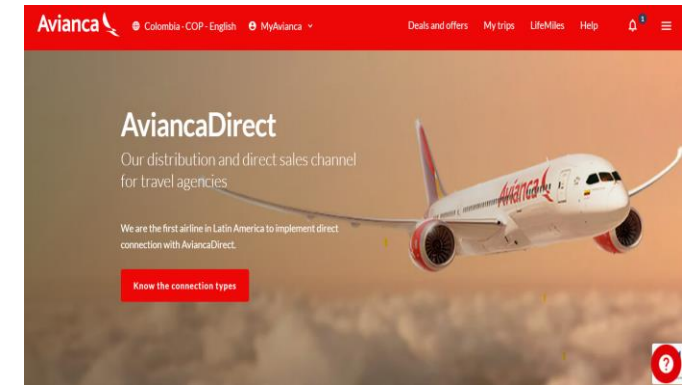 Avianca
Colombia - COP - English
MyAvianca
Deals and offers
My trips
LifeMiles
Help
1
AviancaDirect
Our distribution and direct sales channel
for travel agencies
Avianca
We are the first airline in Latin America to implement direct
connection with AviancaDirect.
Know the connection types
?